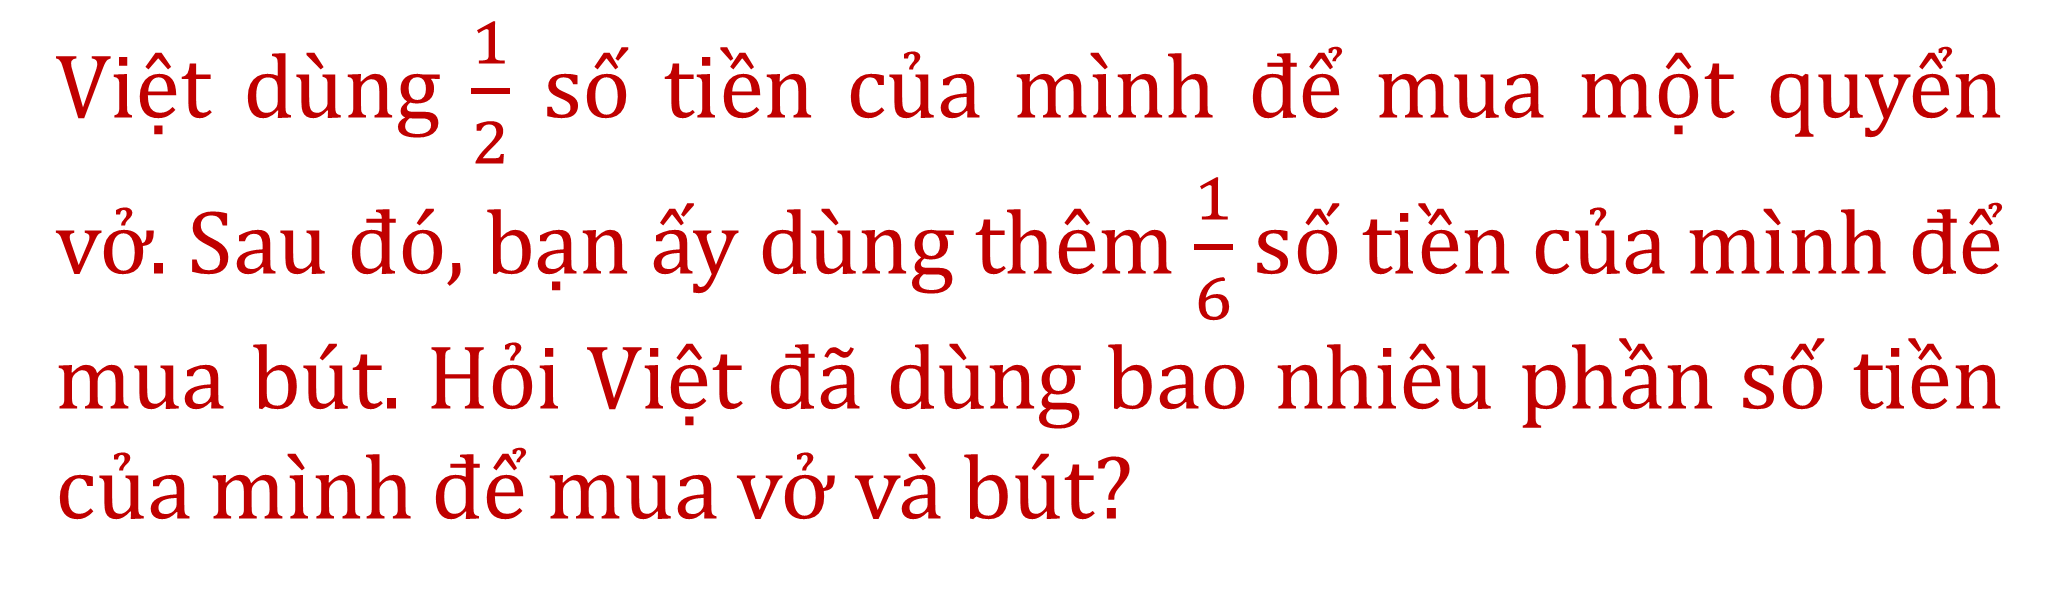 Việt dùng 1/2 số tiền của mình để mua một quyển
vở. Sau đó, bạn ấy dùng thêm 1/6 số tiền của mình để
mua bút. Hỏi Việt đã dùng bao nhiêu phần số tiền
của mình để mua vở và bút?